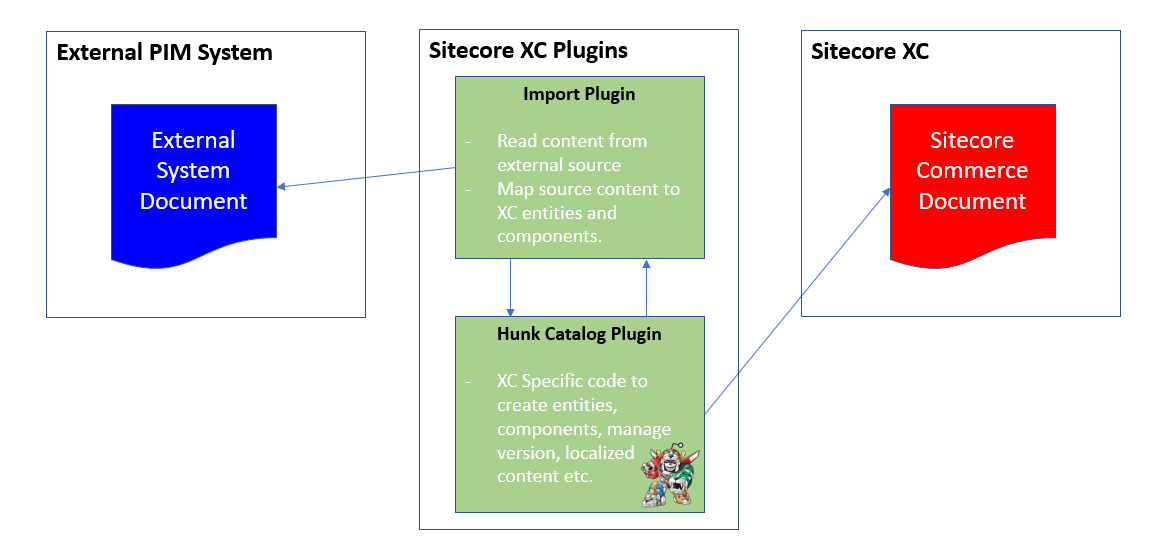 External PIM System
External
System
Document
Sitecore XC Plugins
Import Plugin
- Read content from
external source
- Map source content to
XC entities and
components.
Hunk Catalog Plugin
- XC Specific code to
create entities,
components, manage
version, localized
content etc.
Sitecore XC
Sitecore
Commerce
Document